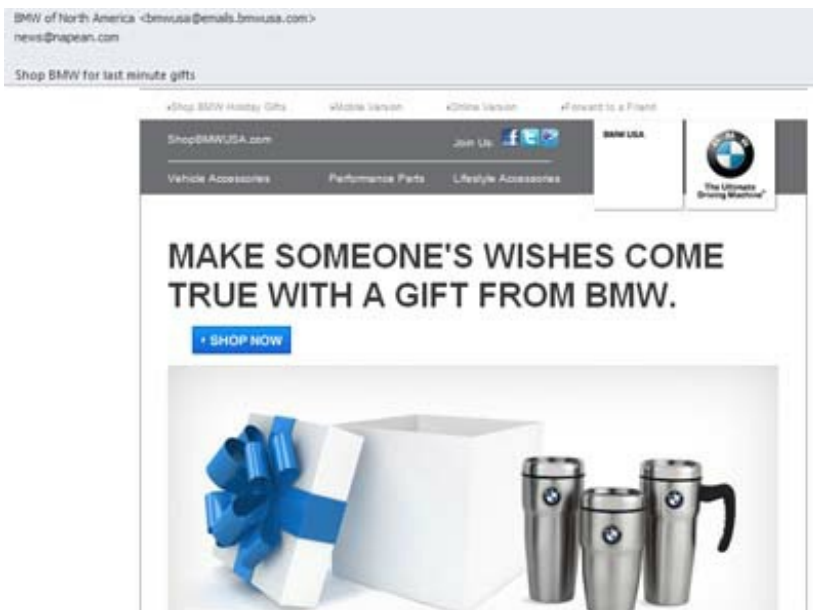 BMW of North America <bmwusa@emails.bmwusa.com>
news@napean.com
Shop BMW for last minute gifts
Shop BMW Holiday Gifts Mobile Version Online Version Forward to a Friend
ShopBMWUSA.com Join Us: BMW USA
Vehicle Accessories Performance Parts Lifestyle Accessories
The Ultimate
Driving Machine®
MAKE SOMEONE'S WISHES COME
TRUE WITH A GIFT FROM BMW.
SHOP NOW